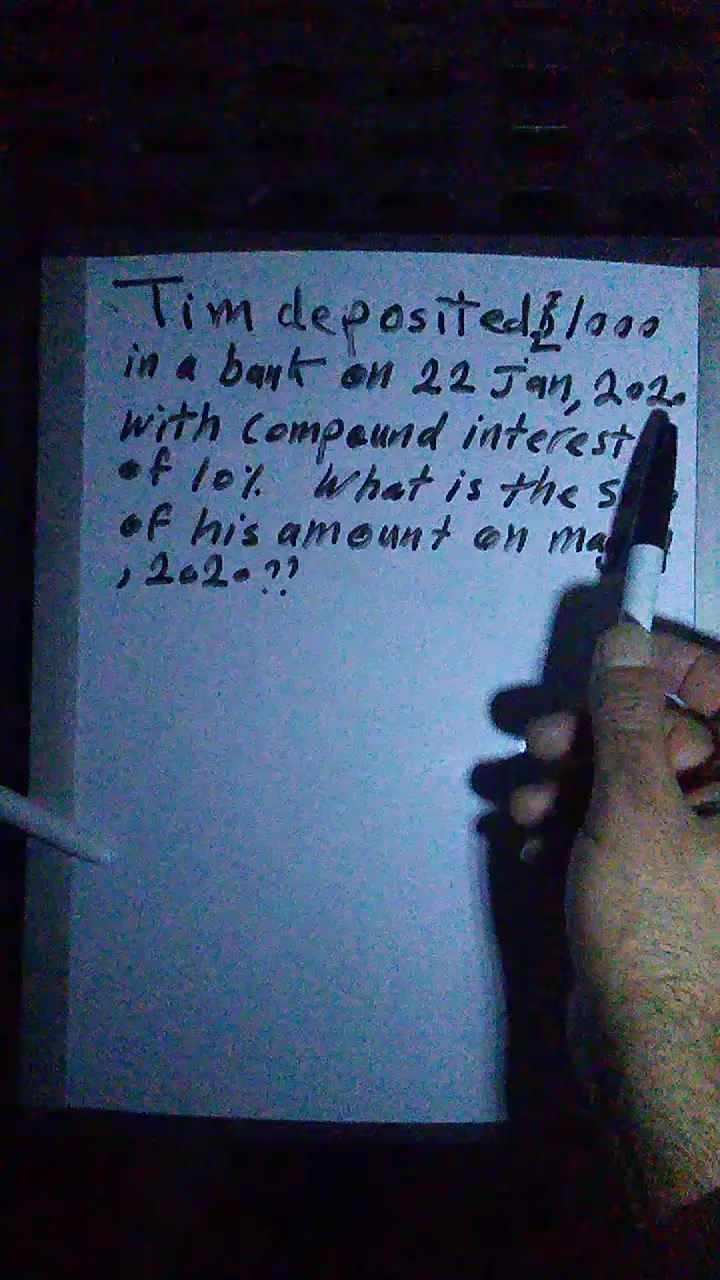 Tim deposited $1000
in a bank on 22 Jan, 2020
with compound interest
of 10% What is the
of his amount on
, 2020??